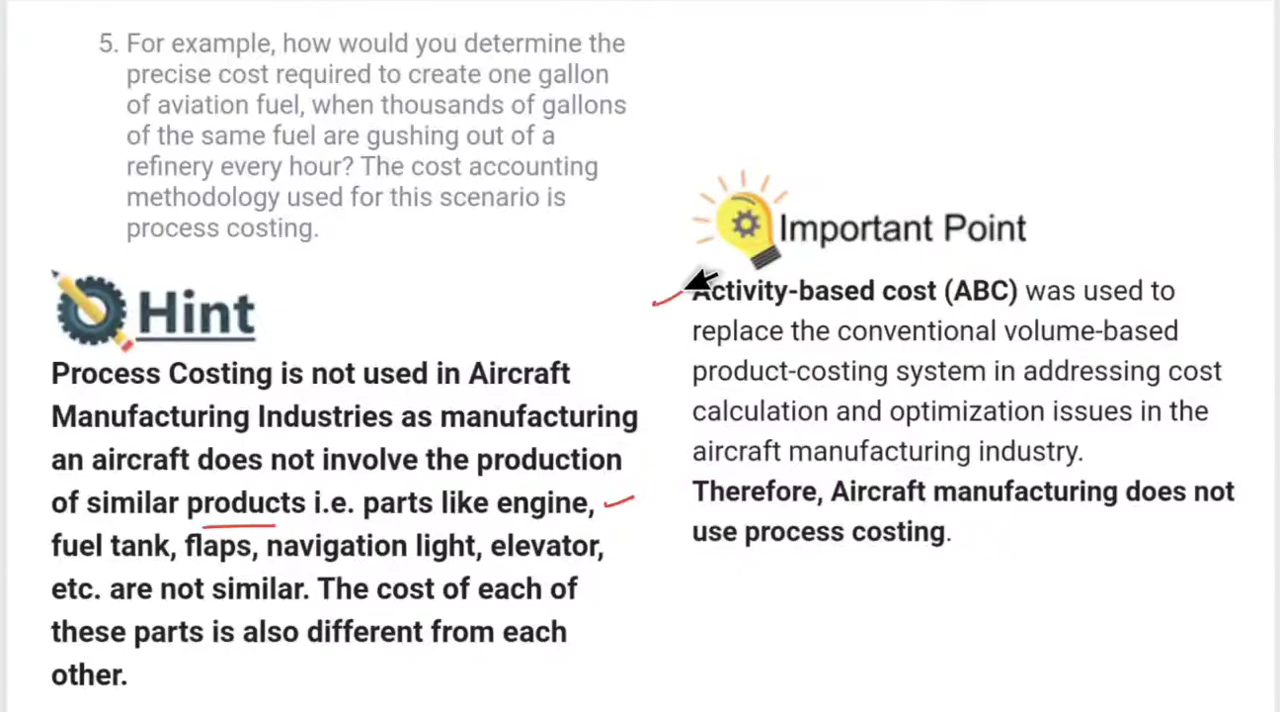 5. For example, how would you determine the
precise cost required to create one gallon
of aviation fuel, when thousands of gallons
of the same fuel are gushing out of a
refinery every hour? The cost accounting
methodology used for this scenario is
process costing.
Hint
Process Costing is not used in Aircraft
Manufacturing Industries as manufacturing
an aircraft does not involve the production
of similar products i.e. parts like engine,
fuel tank, flaps, navigation light, elevator,
etc. are not similar. The cost of each of
these parts is also different from each
other.
Important Point
Activity-based cost (ABC) was used to
replace the conventional volume-based
product-costing system in addressing cost
calculation and optimization issues in the
aircraft manufacturing industry.
Therefore, Aircraft manufacturing does not
use process costing.